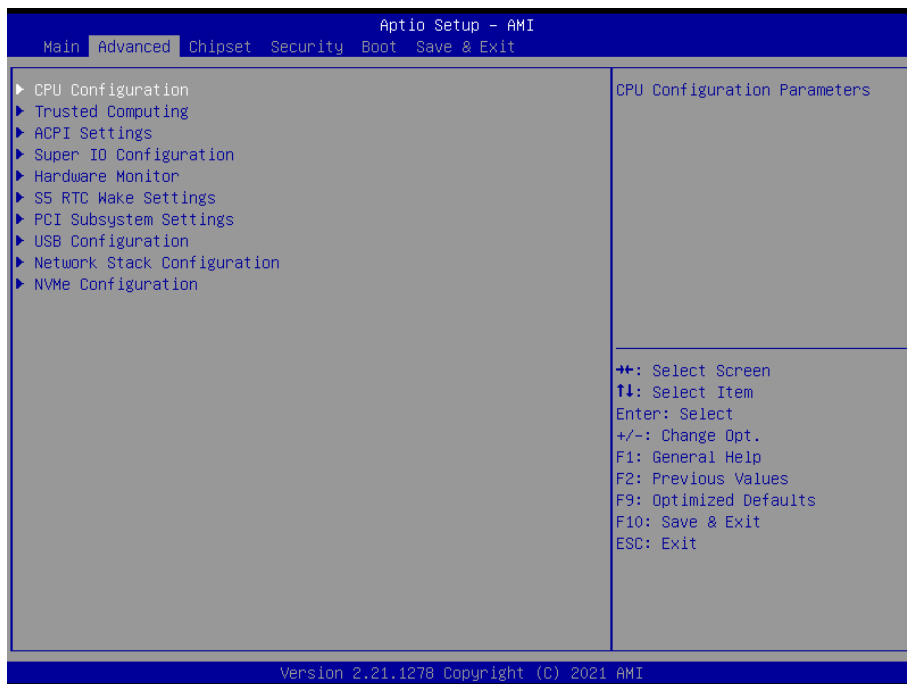 Aptio Setup – AMI
Main Advanced Chipset Security Boot Save & Exit
CPU Configuration
Trusted Computing
ACPI Settings
Super IO Configuration
Hardware Monitor
S5 RTC Wake Settings
PCI Subsystem Settings
USB Configuration
Network Stack Configuration
NVMe Configuration
CPU Configuration Parameters
→←: Select Screen
↑↓: Select Item
Enter: Select
+/-: Change Opt.
F1: General Help
F2: Previous Values
F9: Optimized Defaults
F10: Save & Exit
ESC: Exit
Version 2.21.1278 Copyright (C) 2021 AMI